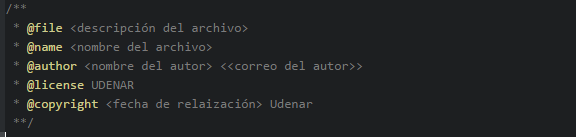 /**
* @file <descripción del archivo>
* @name <nombre del archivo>
* @author <nombre del autor> <<correo del autor>>
* @license UDENAR
* @copyright <fecha de relaización> Udenar
**/